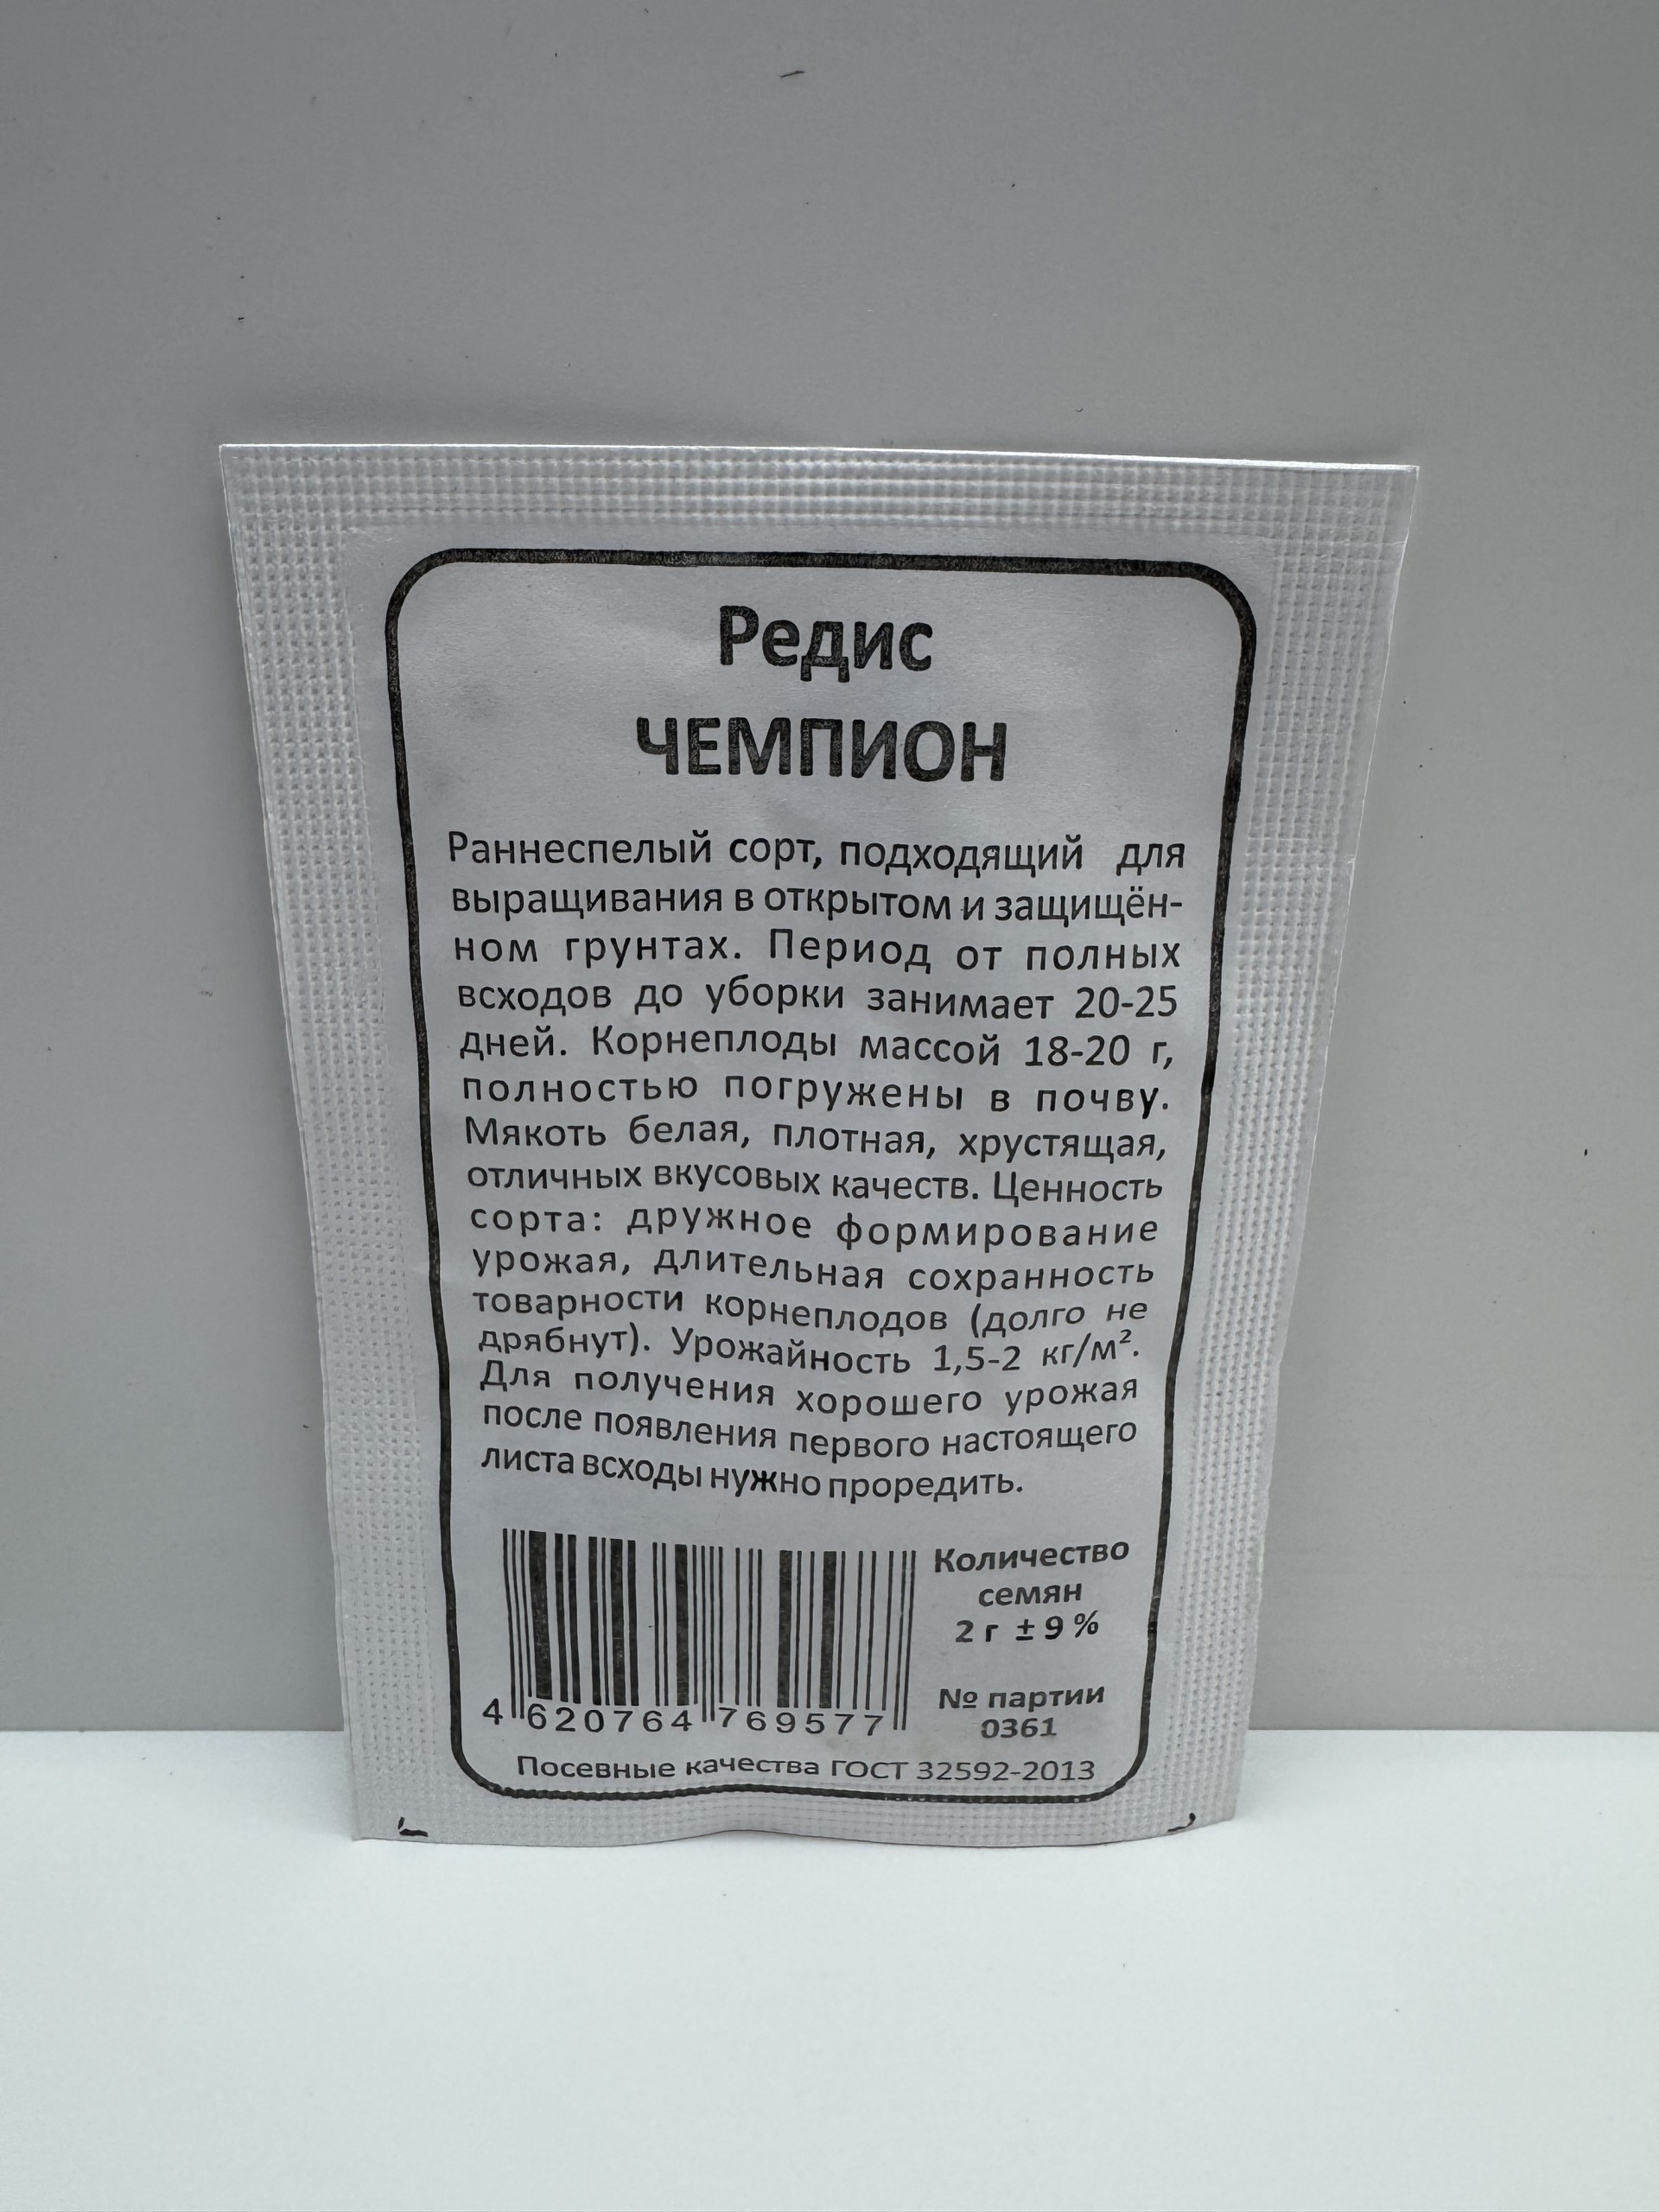 Редис
ЧЕМПИОН
Раннеспелый сорт, подходящий для
выращивания в открытом и защищён-
ном грунтах. Период от полных
всходов до уборки занимает 20-25
дней. Корнеплоды массой 18-20 г,
полностью погружены в почву.
Мякоть белая, плотная, хрустящая,
отличных вкусовых качеств. Ценность
сорта: дружное формирование
урожая, длительная сохранность
товарности корнеплодов (долго не
дрябнут). Урожайность 1,5-2 кг/м².
Для получения хорошего урожая
после появления первого настоящего
листа всходы нужно проредить.
Количество
семян
2 г ± 9 %
№ партии
0361
4 620764 769577
Посевные качества ГОСТ 32592-2013